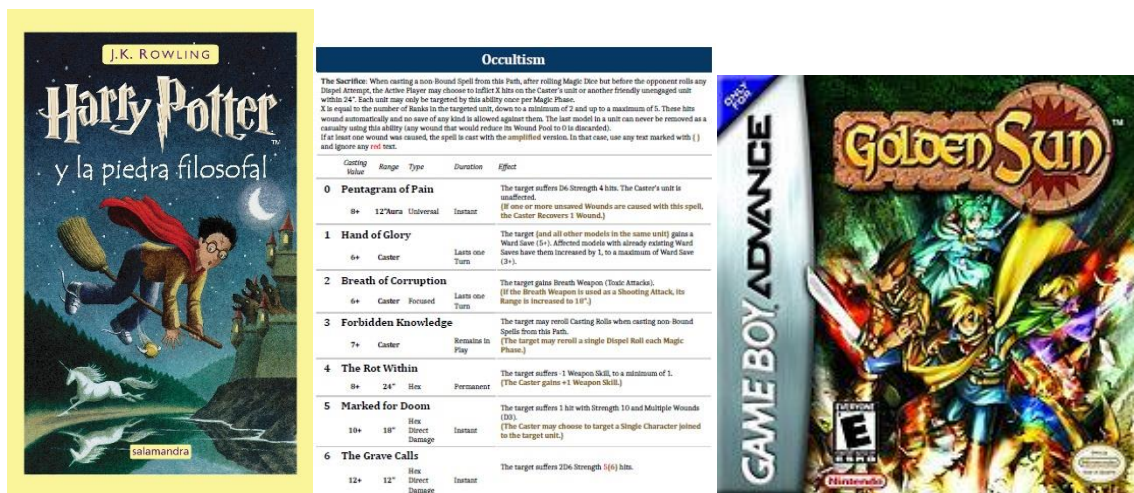 J.K. ROWLING
Harry Potter
TM
y la piedra filosofal
salamandra
Occultism
The Sacrifice: When casting a non-Bound Spell from this Path, after rolling Magic Dice but before the opponent rolls any
Dispel Attempt, the Active Player may choose to inflict X hits on the Caster's unit or another friendly unengaged unit
within 24". Each unit may only be targeted by this ability once per Magic Phase.
X is equal to the number of Ranks in the targeted unit, down to a minimum of 2 and up to a maximum of 5. These hits
wound automatically and no save of any kind is allowed against them. The last model in a unit can never be removed as a
casualty using this ability (any wound that would reduce its Wound Pool to 0 is discarded).
If at least one wound was caused, the spell is cast with the amplified version. In that case, use any text marked with { }
and ignore any red text.
Casting Value Range Type Duration Effect
0 Pentagram of Pain
8+ 12"Aura Universal Instant
The target suffers D6 Strength 4 hits. The Caster's unit is
unaffected.
{If one or more unsaved Wounds are caused with this spell,
the Caster Recovers 1 Wound.}
1 Hand of Glory
6+ Caster Lasts one Turn
The target {and all other models in the same unit} gains a
Ward Save (5+). Affected models with already existing Ward
Saves have them increased by 1, to a maximum of Ward Save
(3+).
2 Breath of Corruption
6+ Caster Focused Lasts one Turn
The target gains Breath Weapon (Toxic Attacks).
{If the Breath Weapon is used as a Shooting Attack, its
Range is increased to 18".}
3 Forbidden Knowledge
7+ Caster Remains in Play
The target may reroll Casting Rolls when casting non-Bound
Spells from this Path.
{The target may reroll a single Dispel Roll each Magic
Phase.}
4 The Rot Within
8+ 24" Hex Permanent
The target suffers -1 Weapon Skill, to a minimum of 1.
{The Caster gains +1 Weapon Skill.}
5 Marked for Doom
10+ 18" Hex Direct Damage Instant
The target suffers 1 hit with Strength 10 and Multiple Wounds
(D3).
{The Caster may choose to target a Single Character joined
to the target unit.}
6 The Grave Calls
12+ 12" Hex Direct Damage Instant
The target suffers 2D6 Strength 5{6} hits.
ONLY
FOR
GAME BOY ADVANCE
GOLDEN SUN
TM
EVERYONE
E
Nintendo